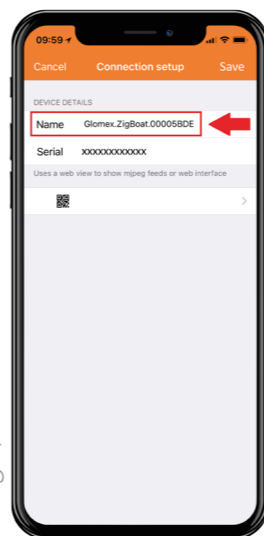 09:59
Cancel Connection setup Save
DEVICE DETAILS
Name Glomex.ZigBoat.00005BDE
Serial xxxxxxxxxxxx
Uses a web view to show mjpeg feeds or web interface